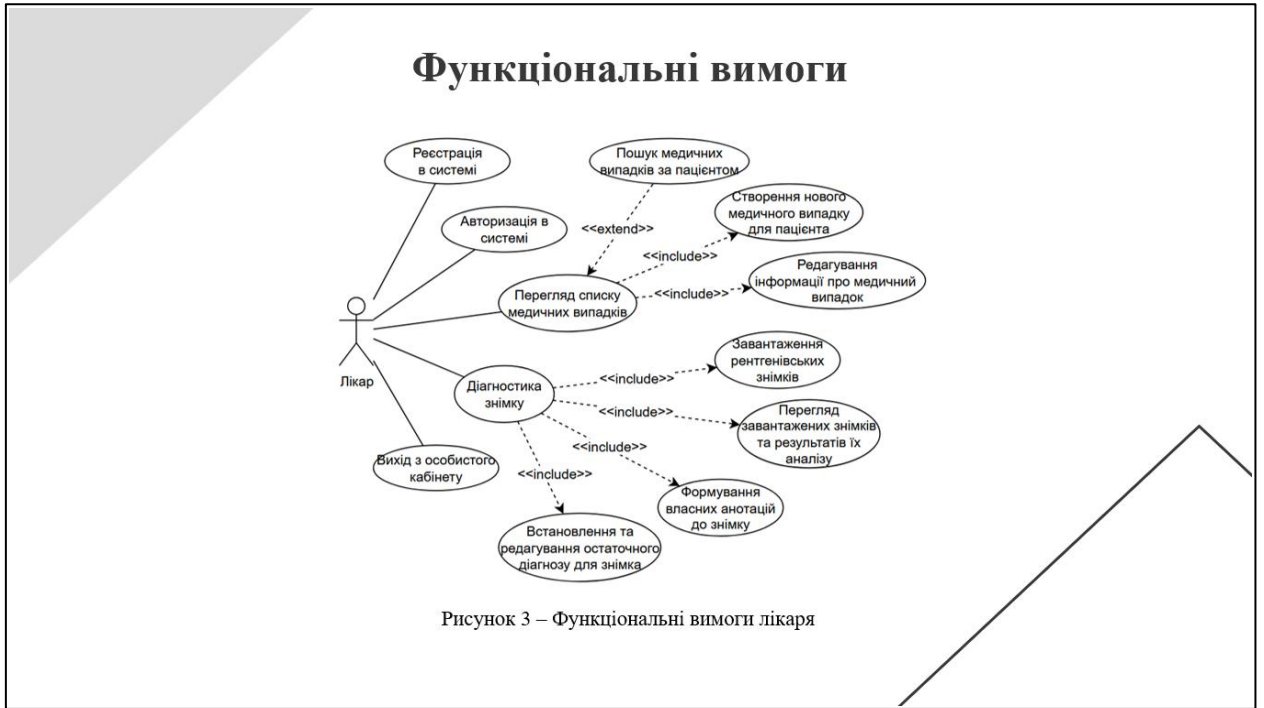 Функціональні вимоги
Реєстрація
в системі
Пошук медичних
випадків за пацієнтом
Створення нового
медичного випадку
для пацієнта
Авторизація в
системі
<<extend>>
<<include>>
Редагування
інформації про медичний
випадок
<<include>>
Перегляд списку
медичних випадків
Лікар
Завантаження
рентгенівських
знімків
<<include>>
Діагностика
знімку
<<include>>
Перегляд
завантажених знімків
та результатів їх
аналізу
<<include>>
Вихід з особистого
кабінету
<<include>>
Формування
власних анотацій
до знімку
Встановлення та
редагування остаточного
діагнозу для знімка
Рисунок 3 – Функціональні вимоги лікаря